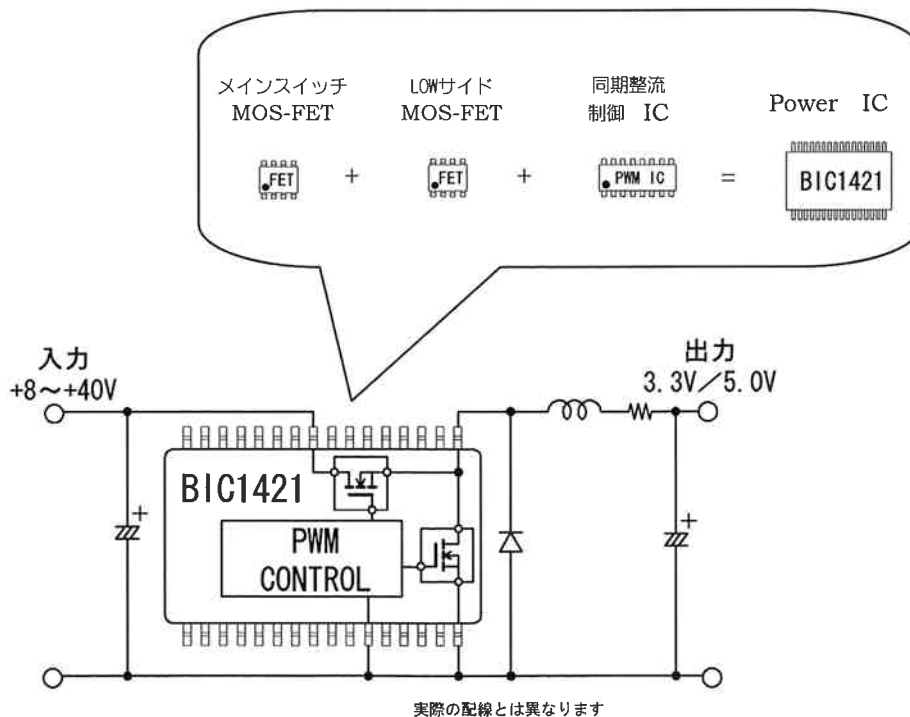 メインスイッチ
MOS-FET
LOWサイド
MOS-FET
同期整流
制御 IC
Power IC
FET
+
FET
+
PWM IC
=
BIC1421
入力
+8～+40V
出力
3.3V／5.0V
BIC1421
+
PWM
CONTROL
+
実際の配線とは異なります